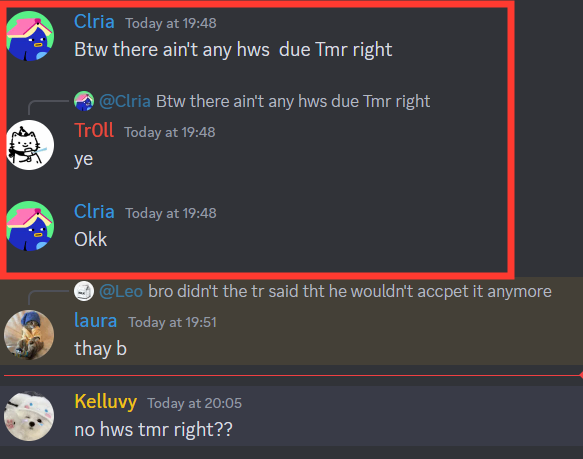 Clria Today at 19:48
Btw there ain't any hws due Tmr right
@Clria Btw there ain't any hws due Tmr right
Tr0ll Today at 19:48
ye
Clria Today at 19:48
Okk
@Leo bro didn't the tr said tht he wouldn't accpet it anymore
laura Today at 19:51
thay b
Kelluvy Today at 20:05
no hws tmr right??